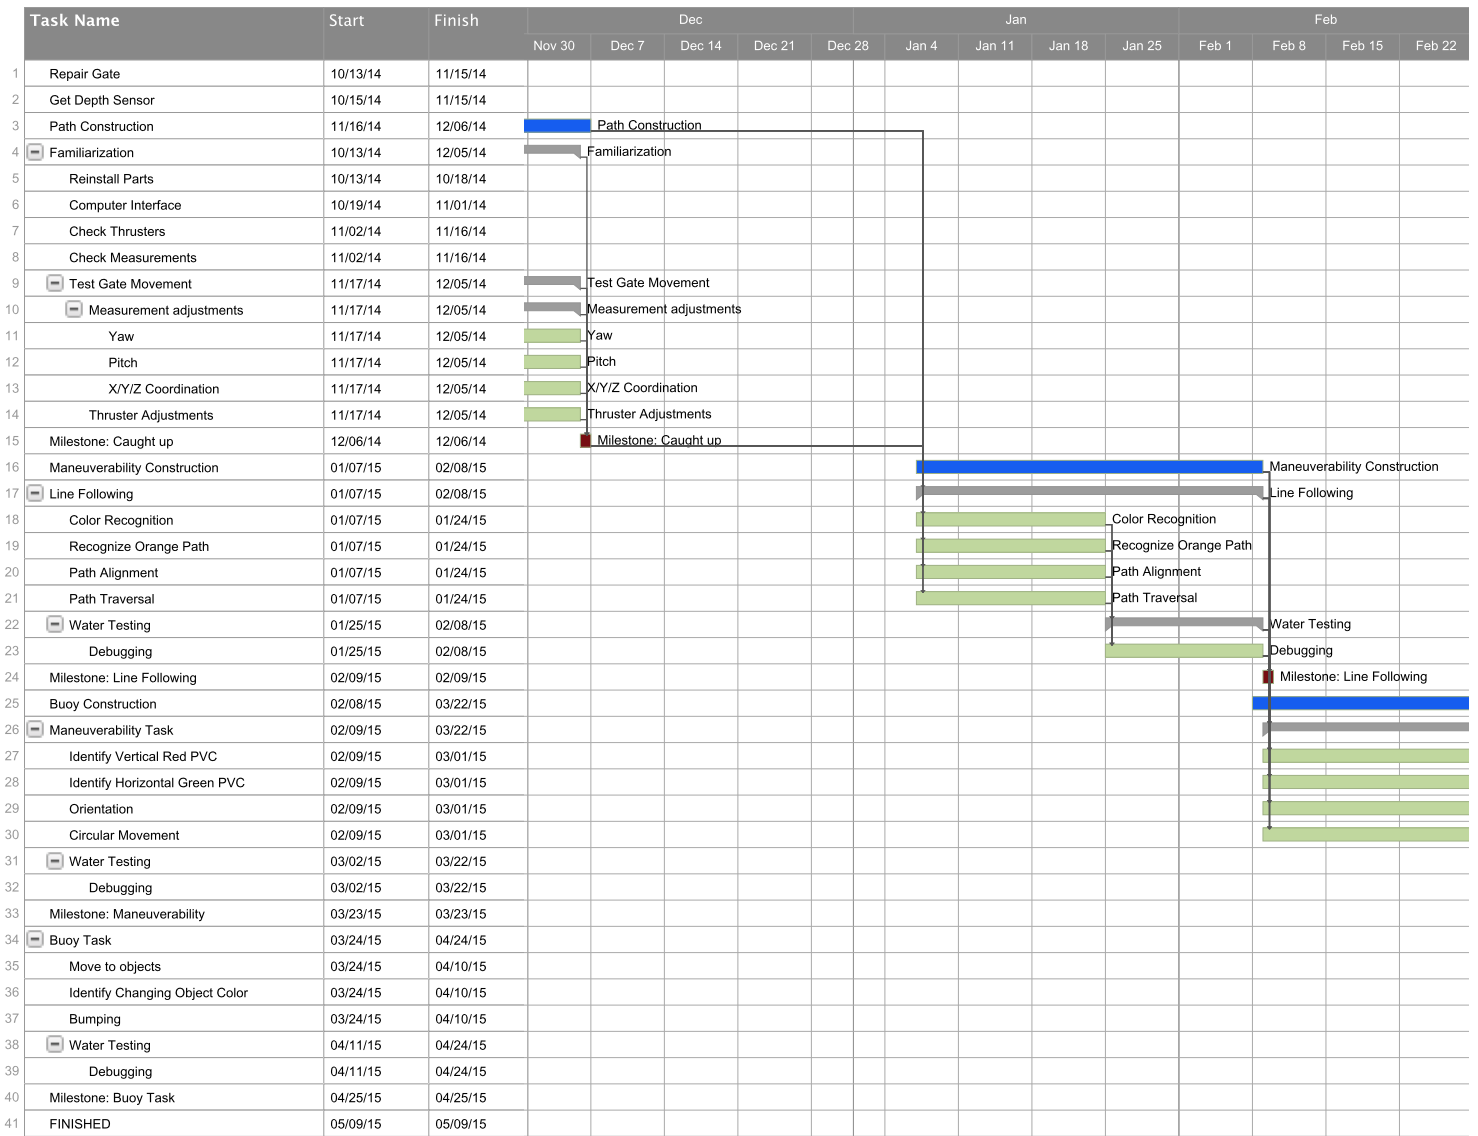 Task Name Start Finish Dec Jan Feb
Nov 30 Dec 7 Dec 14 Dec 21 Dec 28 Jan 4 Jan 11 Jan 18 Jan 25 Feb 1 Feb 8 Feb 15 Feb 22
1 Repair Gate 10/13/14 11/15/14
2 Get Depth Sensor 10/15/14 11/15/14
3 Path Construction 11/16/14 12/06/14 Path Construction
4 Familiarization 10/13/14 12/05/14 Familiarization
5 Reinstall Parts 10/13/14 10/18/14
6 Computer Interface 10/19/14 11/01/14
7 Check Thrusters 11/02/14 11/16/14
8 Check Measurements 11/02/14 11/16/14
9 Test Gate Movement 11/17/14 12/05/14 Test Gate Movement
10 Measurement adjustments 11/17/14 12/05/14 Measurement adjustments
11 Yaw 11/17/14 12/05/14 Yaw
12 Pitch 11/17/14 12/05/14 Pitch
13 X/Y/Z Coordination 11/17/14 12/05/14 X/Y/Z Coordination
14 Thruster Adjustments 11/17/14 12/05/14 Thruster Adjustments
15 Milestone: Caught up 12/06/14 12/06/14 Milestone: Caught up
16 Maneuverability Construction 01/07/15 02/08/15 Maneuverability Construction
17 Line Following 01/07/15 02/08/15 Line Following
18 Color Recognition 01/07/15 01/24/15 Color Recognition
19 Recognize Orange Path 01/07/15 01/24/15 Recognize Orange Path
20 Path Alignment 01/07/15 01/24/15 Path Alignment
21 Path Traversal 01/07/15 01/24/15 Path Traversal
22 Water Testing 01/25/15 02/08/15 Water Testing
23 Debugging 01/25/15 02/08/15 Debugging
24 Milestone: Line Following 02/09/15 02/09/15 Milestone: Line Following
25 Buoy Construction 02/08/15 03/22/15
26 Maneuverability Task 02/09/15 03/22/15
27 Identify Vertical Red PVC 02/09/15 03/01/15
28 Identify Horizontal Green PVC 02/09/15 03/01/15
29 Orientation 02/09/15 03/01/15
30 Circular Movement 02/09/15 03/01/15
31 Water Testing 03/02/15 03/22/15
32 Debugging 03/02/15 03/22/15
33 Milestone: Maneuverability 03/23/15 03/23/15
34 Buoy Task 03/24/15 04/24/15
35 Move to objects 03/24/15 04/10/15
36 Identify Changing Object Color 03/24/15 04/10/15
37 Bumping 03/24/15 04/10/15
38 Water Testing 04/11/15 04/24/15
39 Debugging 04/11/15 04/24/15
40 Milestone: Buoy Task 04/25/15 04/25/15
41 FINISHED 05/09/15 05/09/15